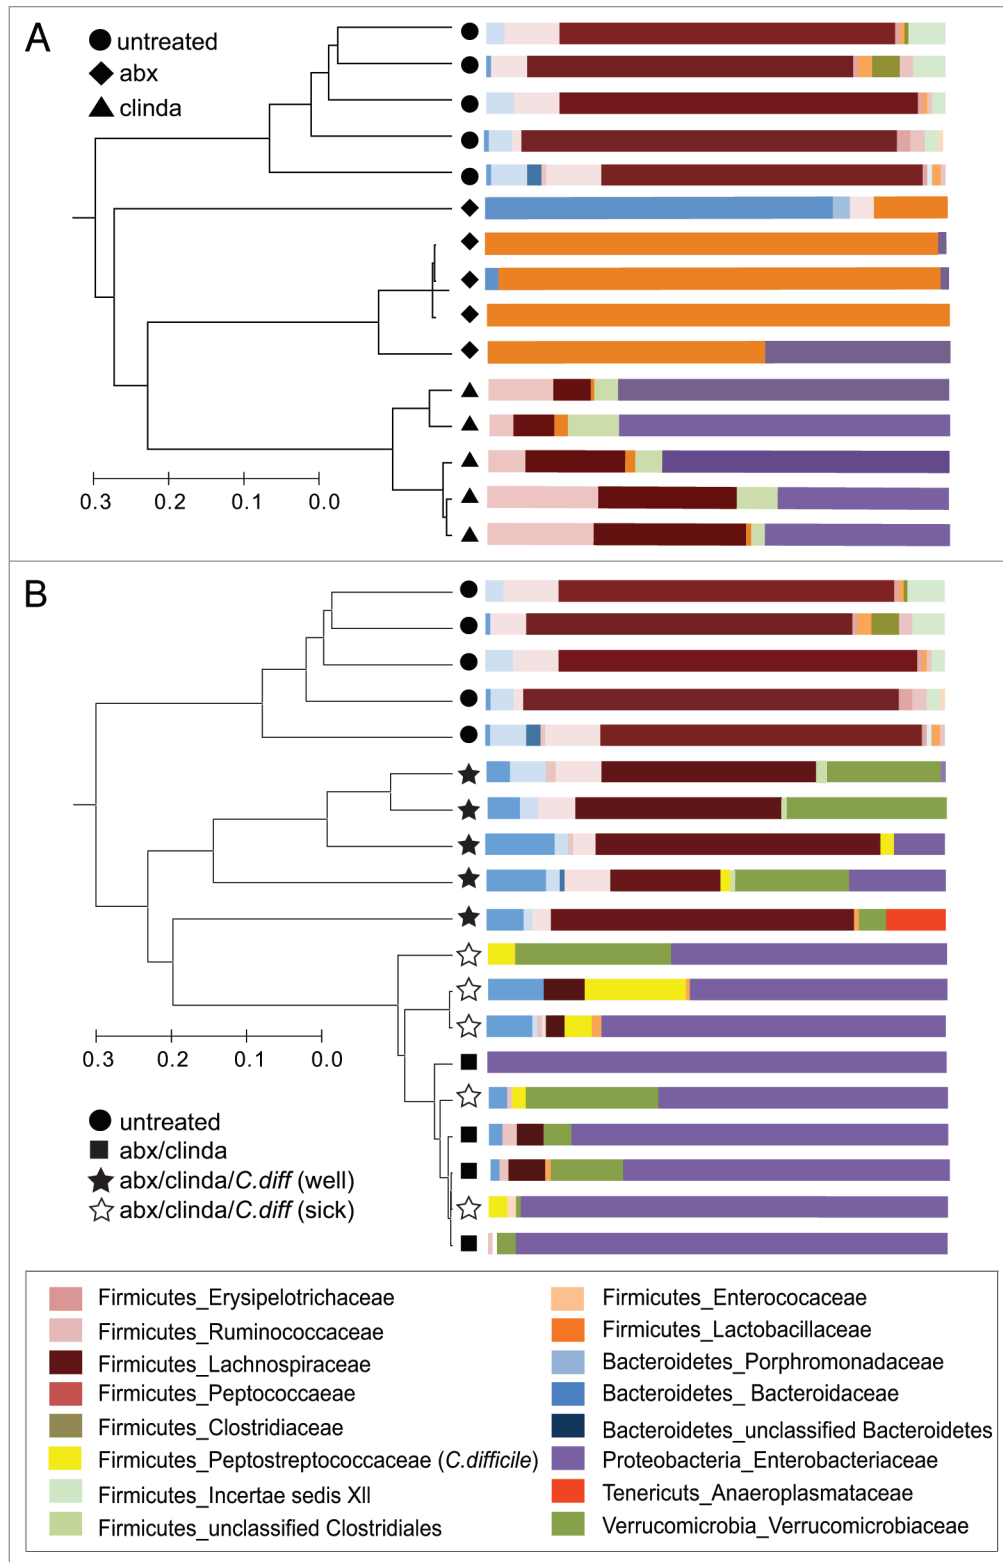 A
untreated
abx
clinda
0.3 0.2 0.1 0.0
B
0.3 0.2 0.1 0.0
untreated
abx/clinda
abx/clinda/C.diff (well)
abx/clinda/C.diff (sick)
Firmicutes_Erysipelotrichaceae
Firmicutes_Ruminococcaceae
Firmicutes_Lachnospiraceae
Firmicutes_Peptococcaeae
Firmicutes_Clostridiaceae
Firmicutes_Peptostreptococcaceae (C.difficile)
Firmicutes_Incertae sedis XII
Firmicutes_unclassified Clostridiales
Firmicutes_Enterococaceae
Firmicutes_Lactobacillaceae
Bacteroidetes_Porphromonadaceae
Bacteroidetes_ Bacteroidaceae
Bacteroidetes_unclassified Bacteroidetes
Proteobacteria_Enterobacteriaceae
Tenericuts_Anaeroplasmataceae
Verrucomicrobia_Verrucomicrobiaceae